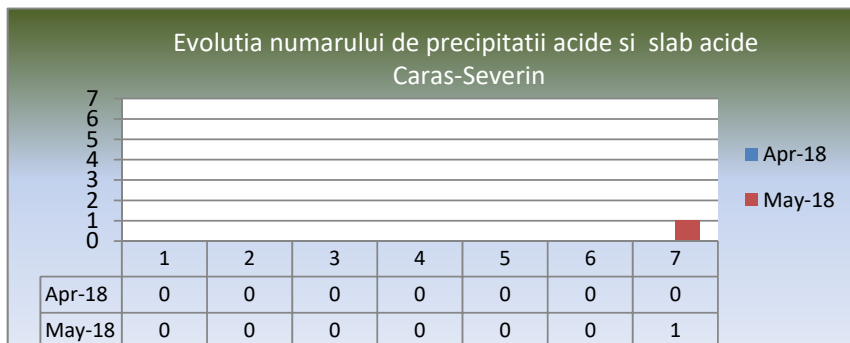 Evolutia numarului de precipitatii acide si slab acide
Caras-Severin
7
6
5
4
3
2
1
0
Apr-18
May-18
1 2 3 4 5 6 7
Apr-18 0 0 0 0 0 0 0
May-18 0 0 0 0 0 0 1